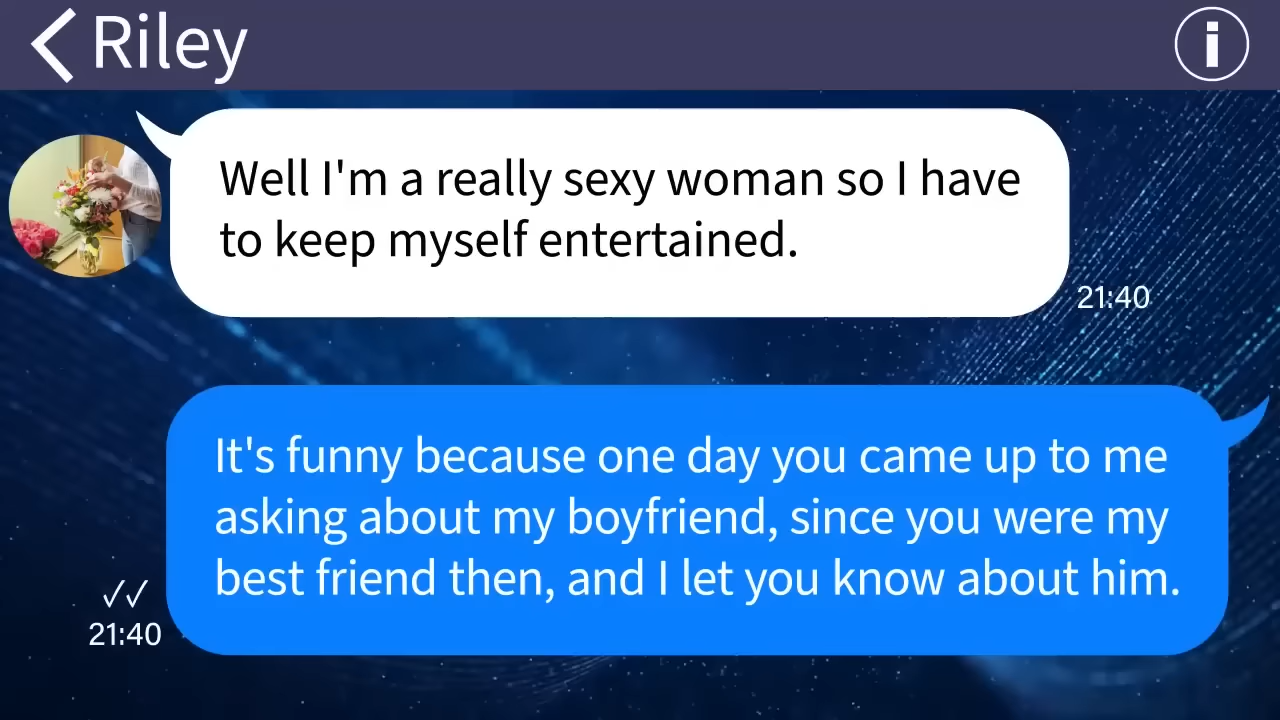 Riley
i
Well I'm a really sexy woman so I have
to keep myself entertained.
21:40
It's funny because one day you came up to me
asking about my boyfriend, since you were my
best friend then, and I let you know about him.
21:40